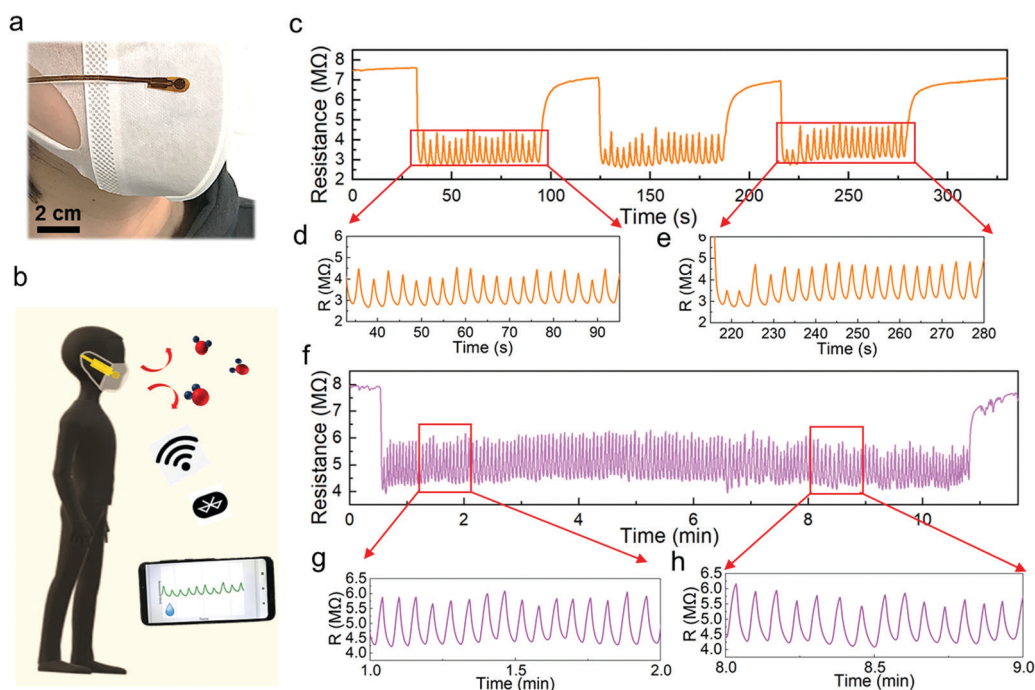 a
2 cm
b
c
Resistance (MΩ)
8
7
6
5
4
3
2
0 50 100 150 200 250 300
Time (s)
d
R (MΩ)
6
5
4
3
2
40 50 60 70 80 90
Time (s)
e
R (MΩ)
6
5
4
3
2
220 230 240 250 260 270 280
Time (s)
f
Resistance (MΩ)
8
7
6
5
4
0 2 4 6 8 10
Time (min)
g
R (MΩ)
6.5
6.0
5.5
5.0
4.5
4.0
1.0 1.5 2.0
Time (min)
h
R (MΩ)
6.5
6.0
5.5
5.0
4.5
4.0
8.0 8.5 9.0
Time (min)